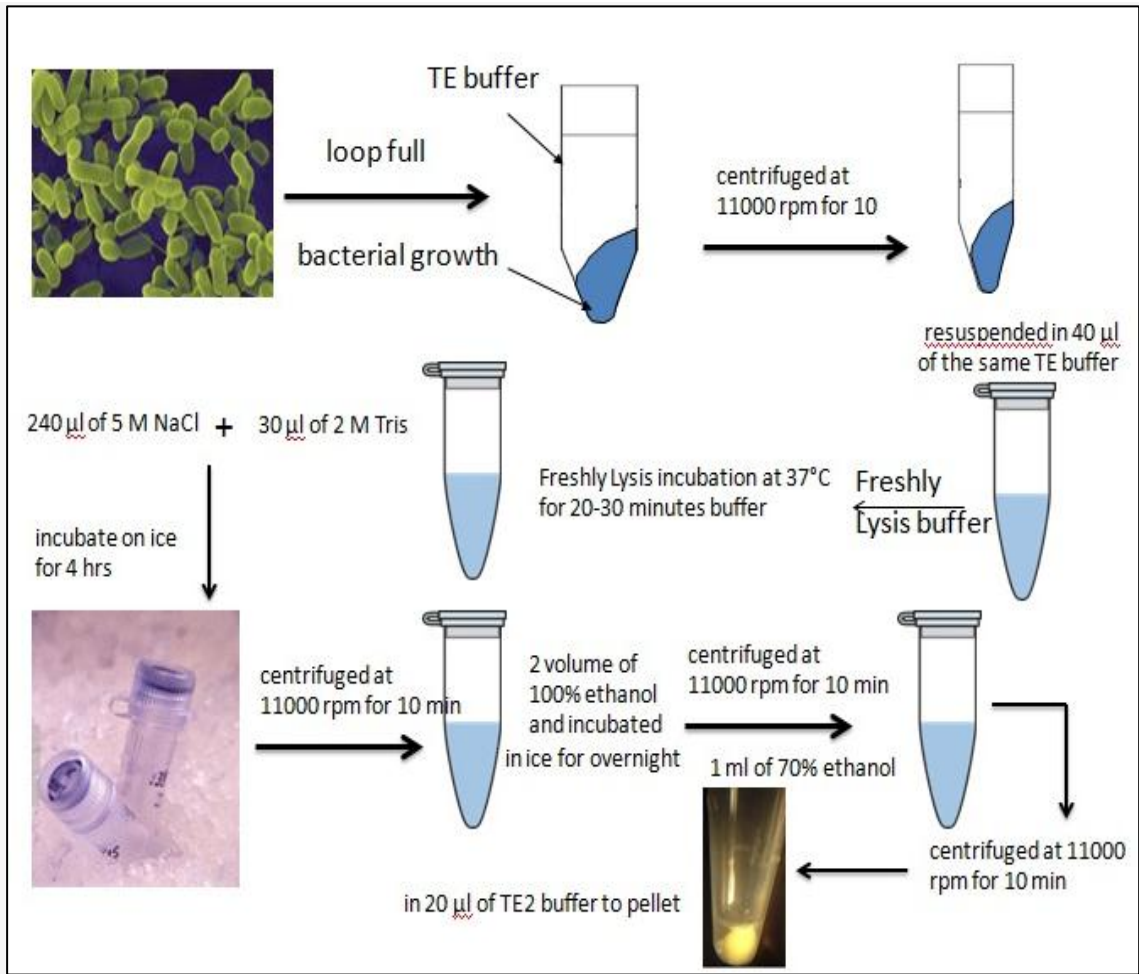 TE buffer
loop full
bacterial growth
centrifuged at
11000 rpm for 10
resuspended in 40 µl
of the same TE buffer
240 µl of 5 M NaCl + 30 µl of 2 M Tris
Freshly Lysis incubation at 37°C
for 20-30 minutes buffer
Freshly
Lysis buffer
incubate on ice
for 4 hrs
centrifuged at
11000 rpm for 10 min
2 volume of
100% ethanol
and incubated
in ice for overnight
centrifuged at
11000 rpm for 10 min
1 ml of 70% ethanol
centrifuged at 11000
rpm for 10 min
in 20 µl of TE2 buffer to pellet